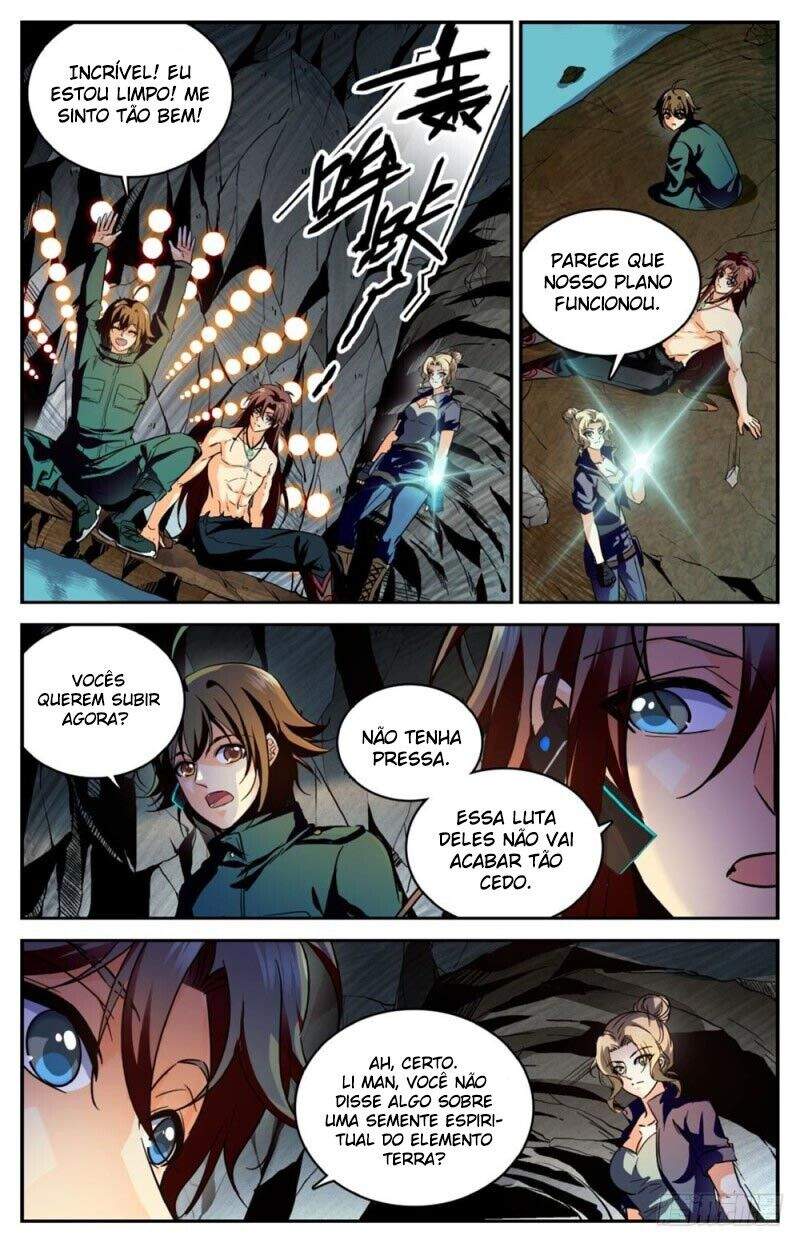 INCRÍVEL! EU
ESTOU LIMPO! ME
SINTO TÃO BEM!
轰
PARECE QUE
NOSSO PLANO
FUNCIONOU.
VOCÊS
QUEREM SUBIR
AGORA?
NÃO TENHA
PRESSA.
ESSA LUTA
DELES NÃO VAI
ACABAR TÃO
CEDO.
AH, CERTO.
LI MAN, VOCÊ NÃO
DISSE ALGO SOBRE
UMA SEMENTE ESPIRI-
TUAL DO ELEMENTO
TERRA?